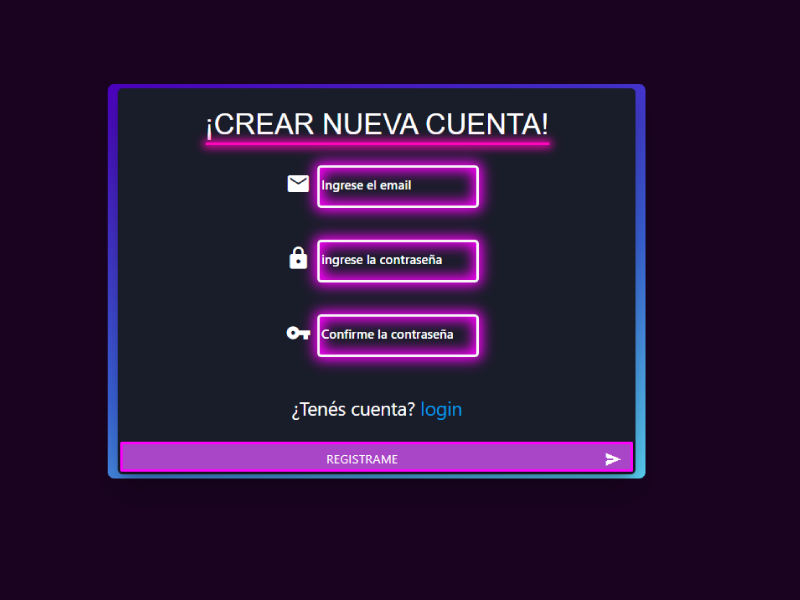 ¡CREAR NUEVA CUENTA!
Ingrese el email
ingrese la contraseña
Confirme la contraseña
¿Tenés cuenta? login
REGISTRAME